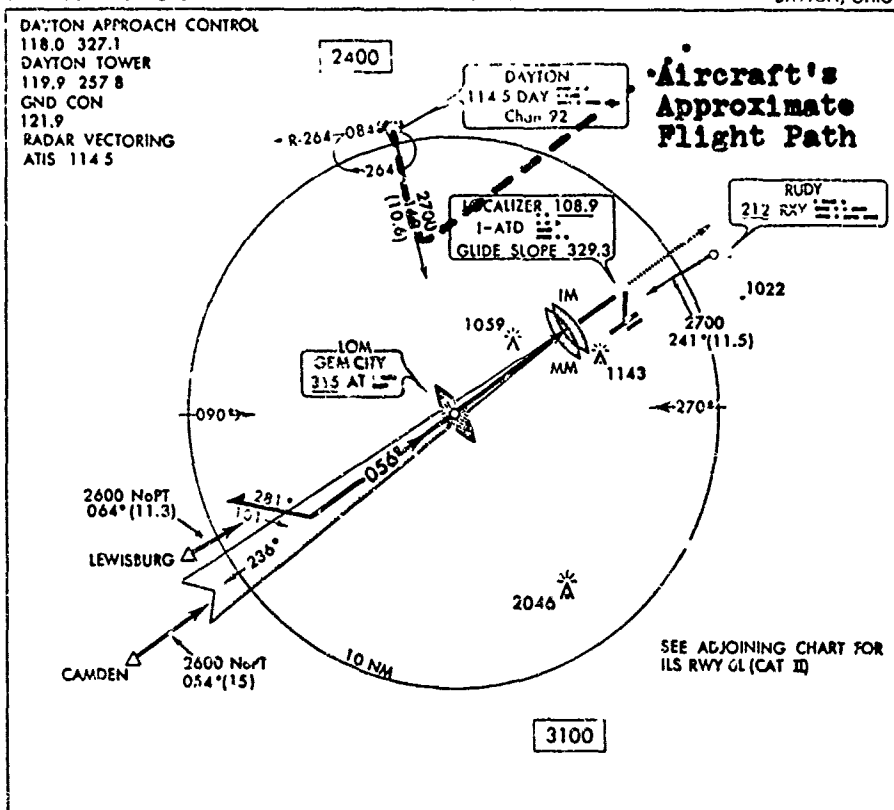 DAYTON, OHIO
DAYTON APPROACH CONTROL
118.0 327.1
DAYTON TOWER
119.9 257 8
GND CON
121.9
RADAR VECTORING
ATIS 114 5
2400
DAYTON
114 5 DAY
Chan 92
Aircraft's
Approximate
Flight Path
R-264
084°
264
2700
(10.6)
LOCALIZER 108.9
I-ATD
GLIDE SLOPE 329.3
RUDY
212 RXY
1022
2700
241°(11.5)
IM
1059
MM
1143
LOM
GEM CITY
315 AT
090°
270°
056°
281°
101
236°
2600 NoPT
064°(11.3)
LEWISBURG
2046
CAMDEN
2600 NoPT
054°(15)
10 NM
SEE ADJOINING CHART FOR
ILS RWY 6L (CAT II)
3100